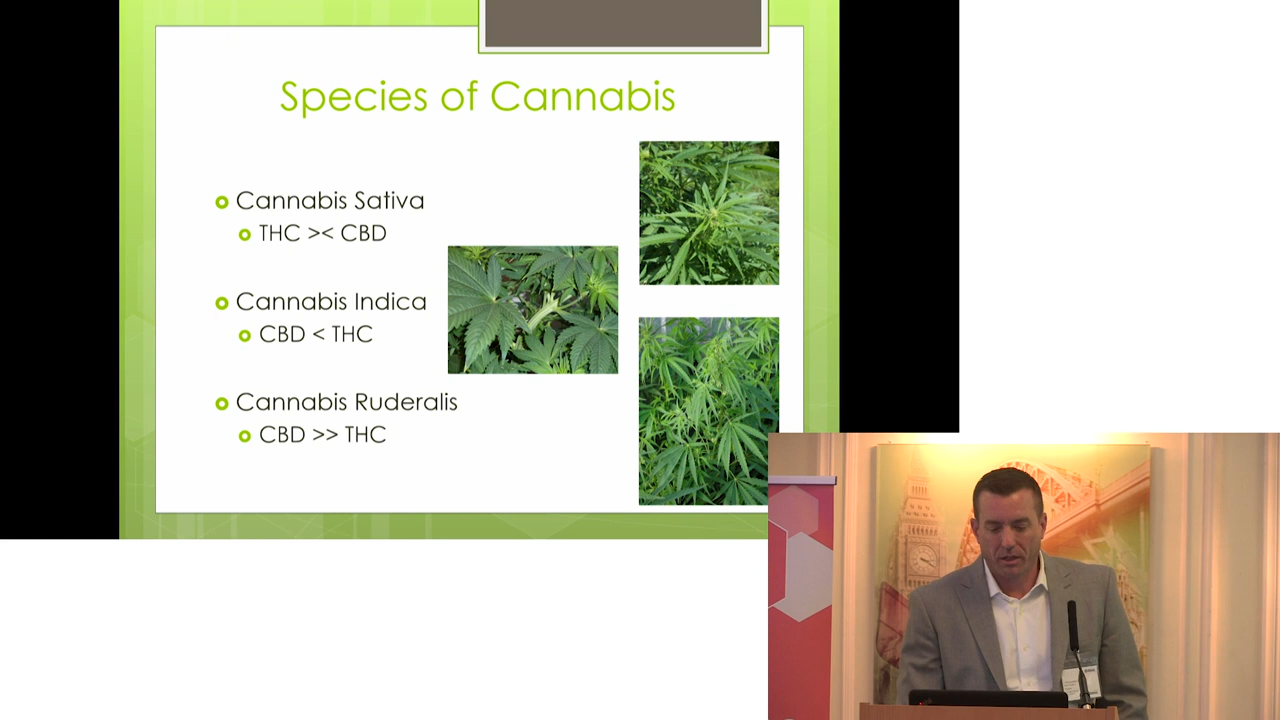 Species of Cannabis
Cannabis Sativa
THC >< CBD
Cannabis Indica
CBD < THC
Cannabis Ruderalis
CBD >> THC